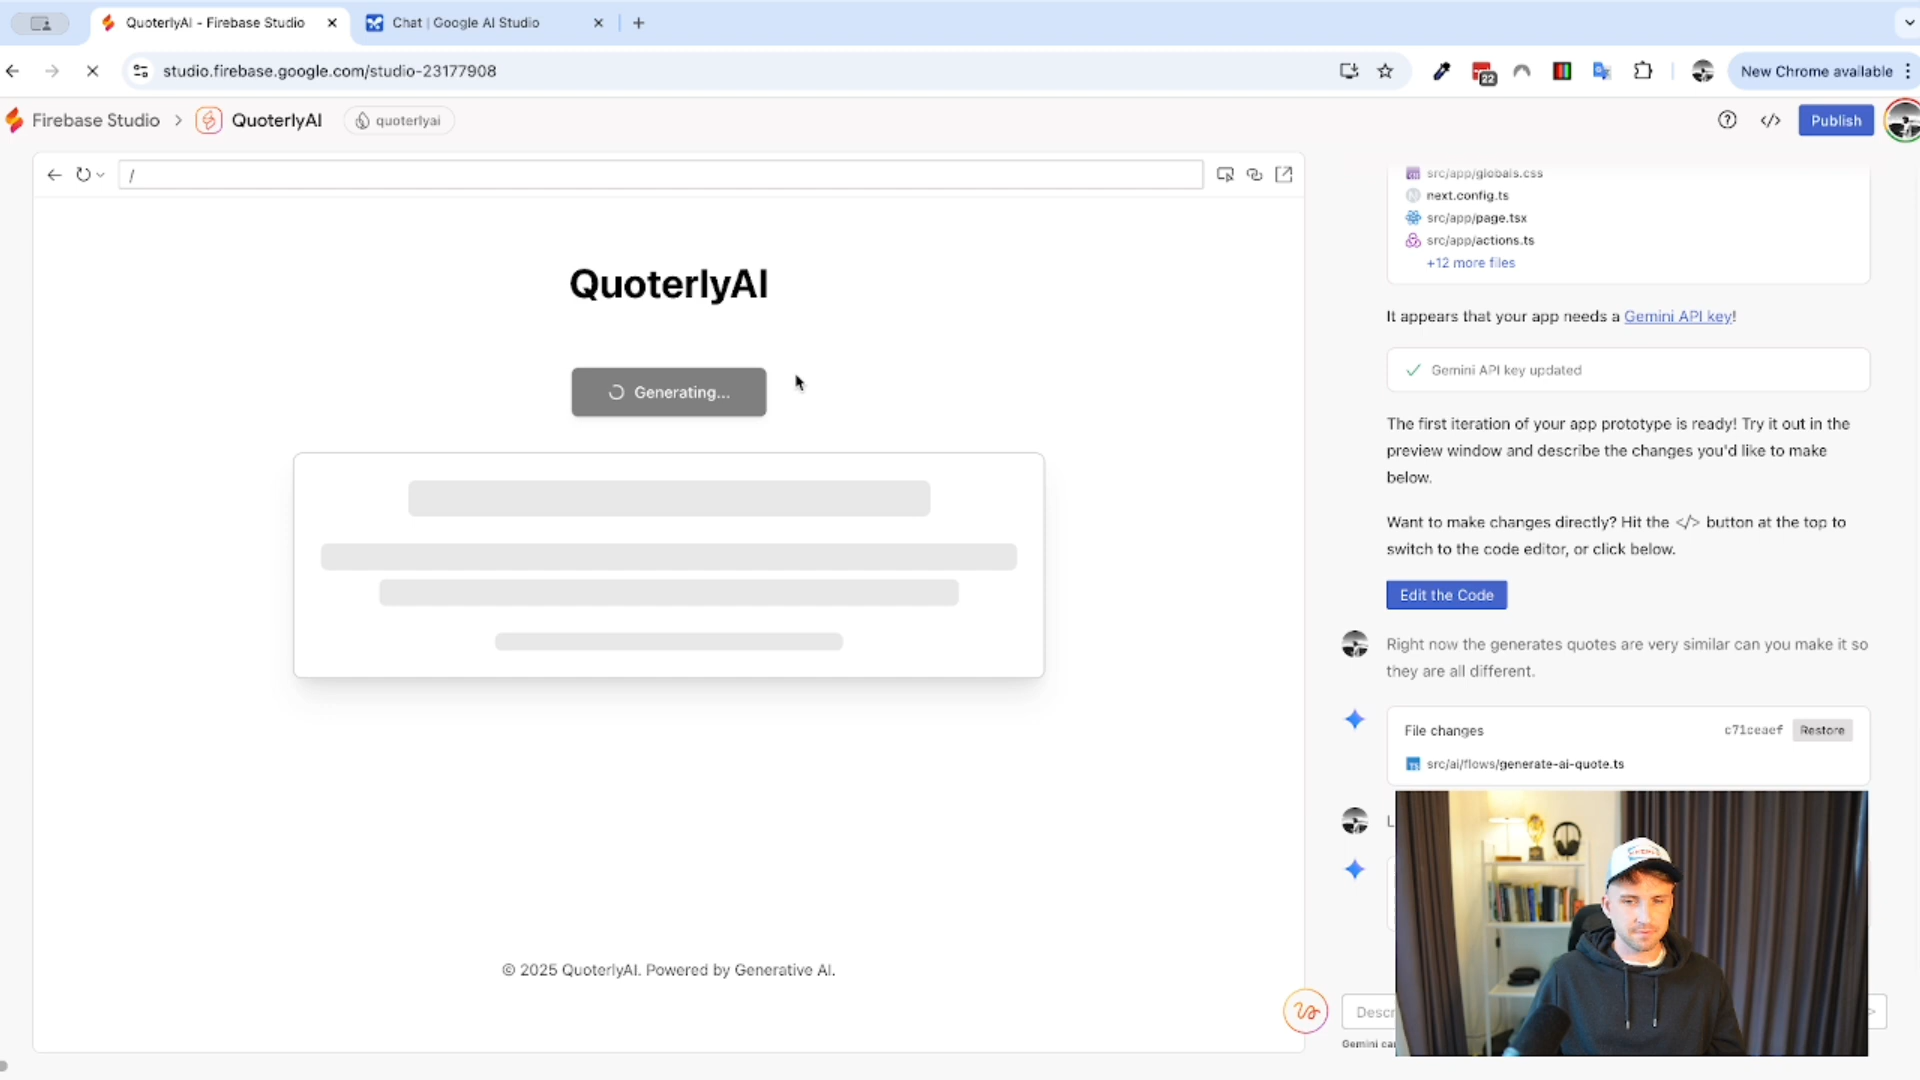 QuoterlyAI - Firebase Studio
Chat | Google AI Studio
studio.firebase.google.com/studio-23177908
22
New Chrome available
Firebase Studio > QuoterlyAI
quoterlyai
</>
Publish
/
QuoterlyAI
Generating...
© 2025 QuoterlyAI. Powered by Generative AI.
src/app/globals.css
next.config.ts
src/app/page.tsx
src/app/actions.ts
+12 more files
It appears that your app needs a Gemini API key!
Gemini API key updated
The first iteration of your app prototype is ready! Try it out in the
preview window and describe the changes you'd like to make
below.
Want to make changes directly? Hit the </> button at the top to
switch to the code editor, or click below.
Edit the Code
Right now the generates quotes are very similar can you make it so
they are all different.
File changes
c71ceaef
Restore
src/ai/flows/generate-ai-quote.ts
L
Descr
Gemini ca